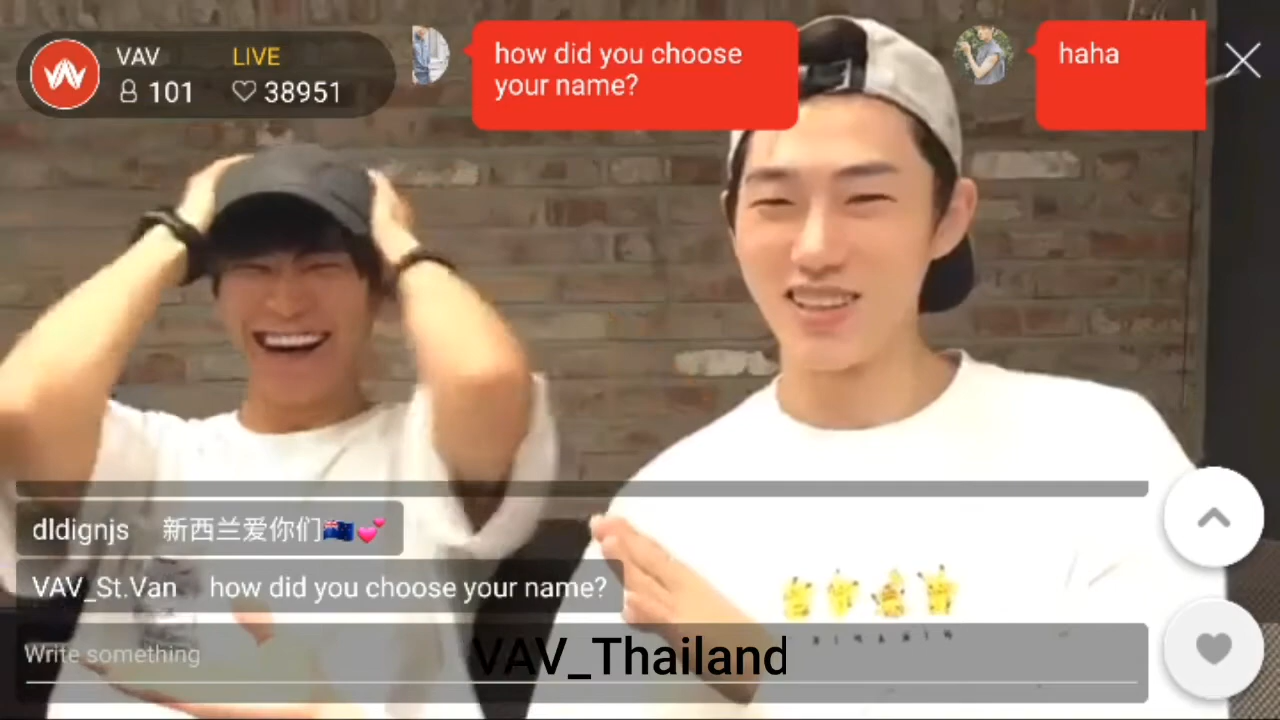 VAV LIVE
101 38951
how did you choose
your name?
haha
dldignjs 新西兰爱你们🇳🇿💕
VAV_St.Van how did you choose your name?
Write something
VAV_Thailand